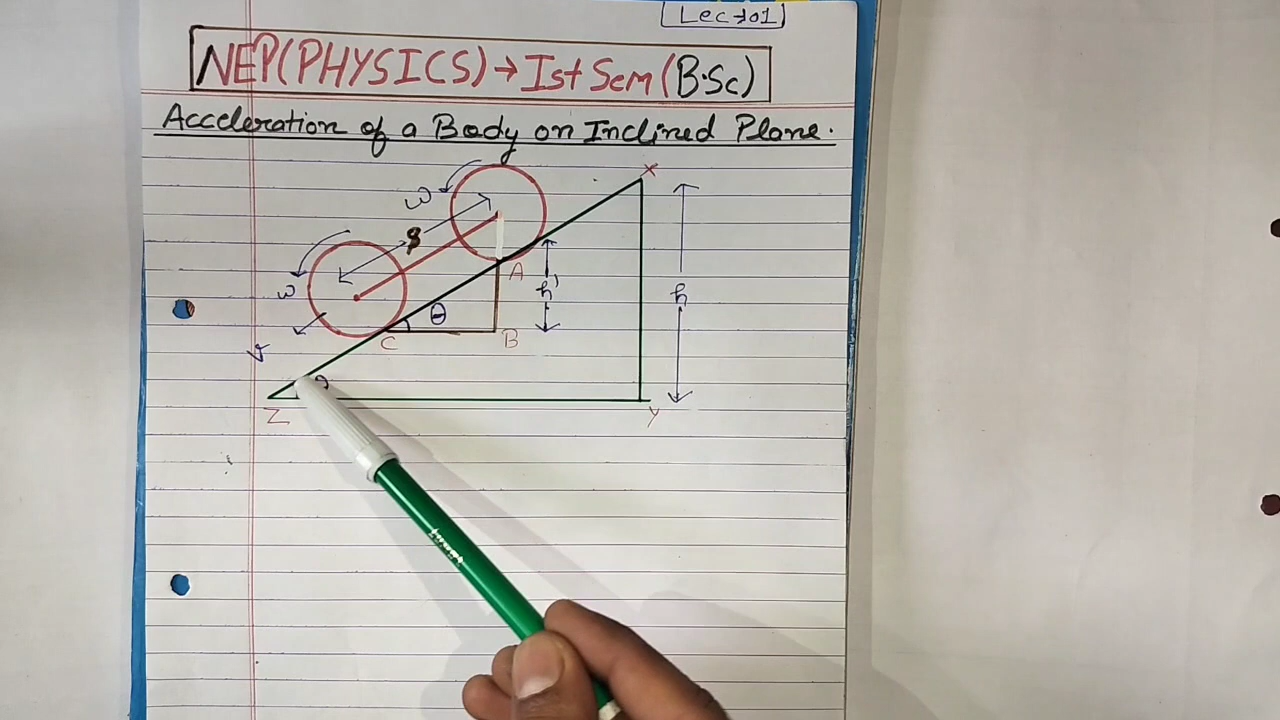 Lec→01
NEP(PHYSICS)→Ist Sem (B.Sc)
Acceleration of a Body on Inclined Plane.
X
ω
S
A
h'
h
ω
θ
B
C
v
Z
Y